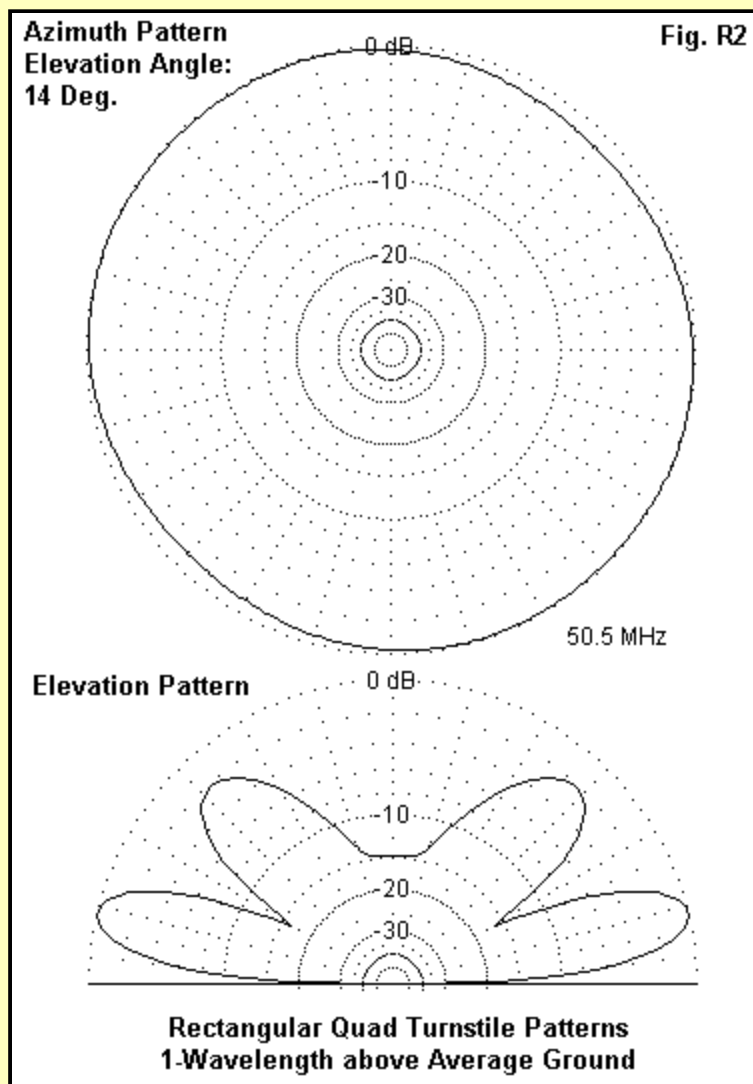 Azimuth Pattern
Elevation Angle:
14 Deg.
Fig. R2
0 dB
-10
-20
-30
50.5 MHz
Elevation Pattern
0 dB
-10
-20
-30
Rectangular Quad Turnstile Patterns
1-Wavelength above Average Ground